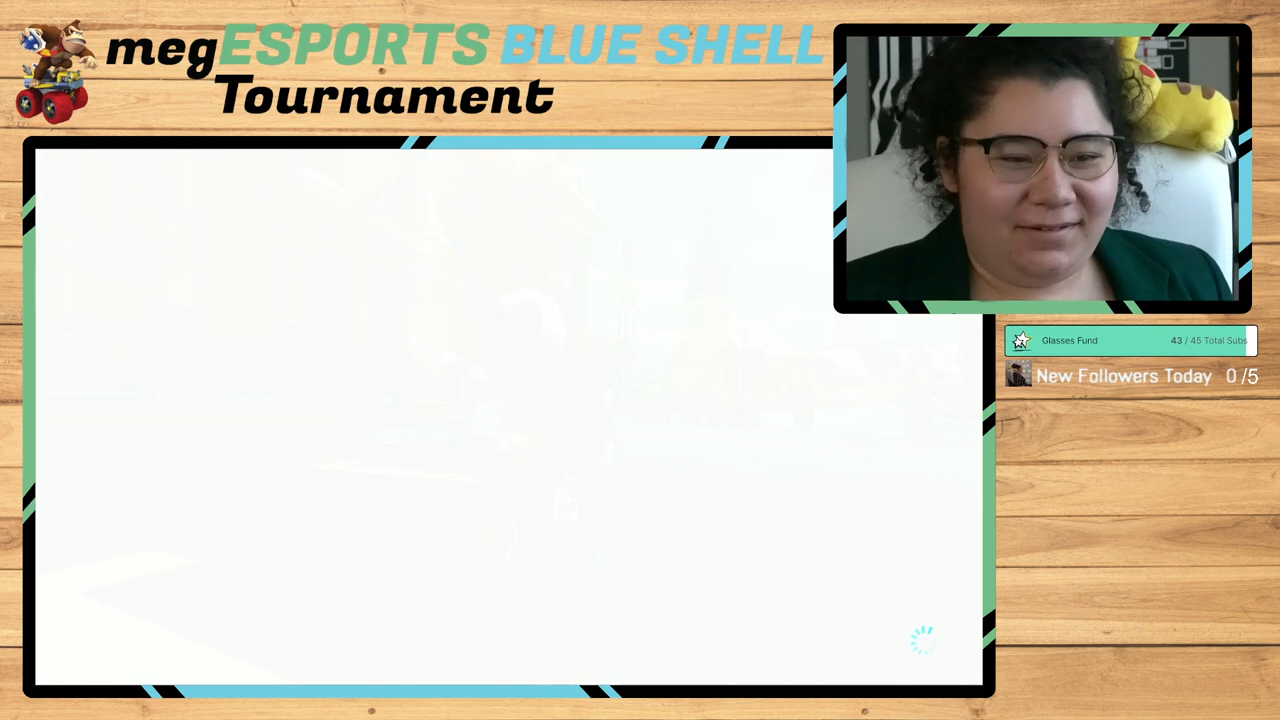 megESPORTS BLUE SHELL
Tournament
Glasses Fund 43 / 45 Total Subs
New Followers Today 0 /5